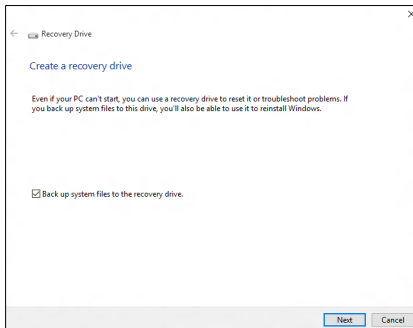 Recovery Drive
Create a recovery drive
Even if your PC can't start, you can use a recovery drive to reset it or troubleshoot problems. If
you back up system files to this drive, you'll also be able to use it to reinstall Windows.
Back up system files to the recovery drive.
Next Cancel